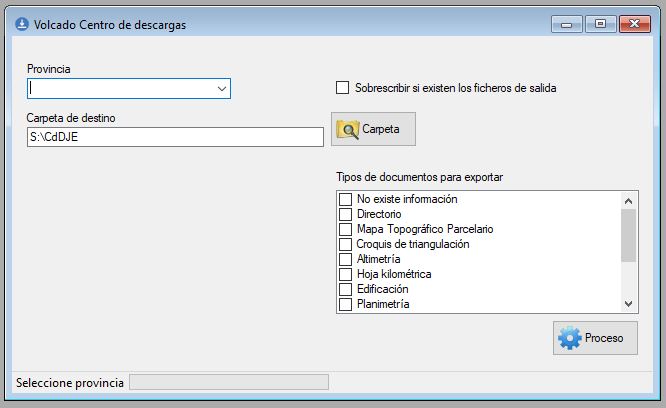 Volcado Centro de descargas
Provincia
Sobrescribir si existen los ficheros de salida
Carpeta de destino
S:\CdDJE
Carpeta
Tipos de documentos para exportar
No existe información
Directorio
Mapa Topográfico Parcelario
Croquis de triangulación
Altimetría
Hoja kilométrica
Edificación
Planimetría
Proceso
Seleccione provincia